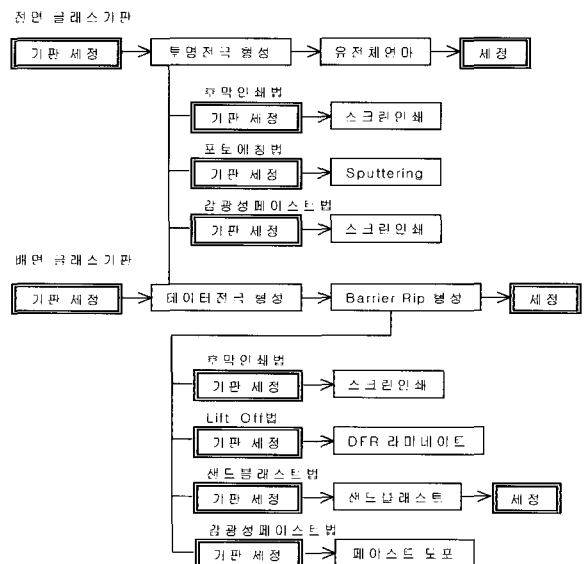 전면 글래스기판
기판 세정 투명전극 형성 유전체연마 세정
후막인쇄법
기판 세정 스크린인쇄
포토에칭법
기판 세정 Sputtering
감광성페이스트법
기판 세정 스크린인쇄
배면 글래스기판
기판 세정 데이터전극 형성 Barrier Rip 형성 세정
후막인쇄법
기판 세정 스크린인쇄
Lift Off법
기판 세정 DFR 라미네이트
샌드블래스트법
기판 세정 샌드블래스트 세정
감광성페이스트법
기판 세정 페이스트 도포